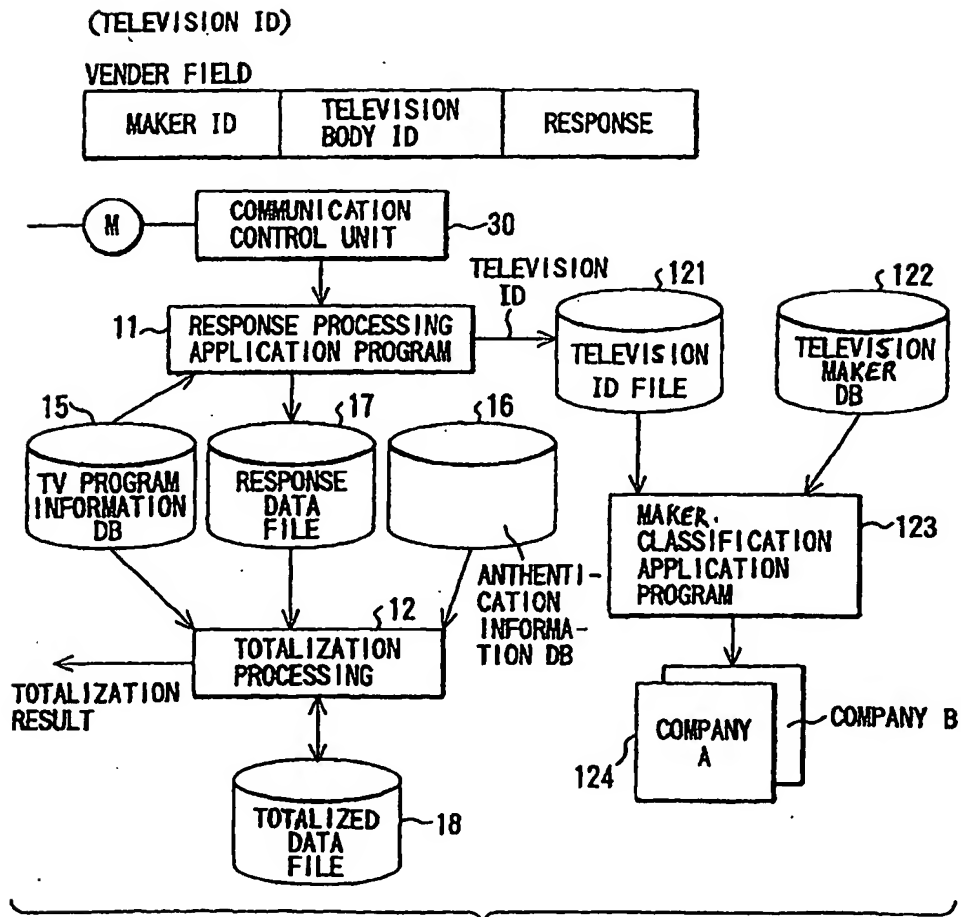 (TELEVISION ID)
VENDER FIELD
MAKER ID
TELEVISION
BODY ID
RESPONSE
M
COMMUNICATION
CONTROL UNIT
30
TELEVISION
ID
121
122
11
RESPONSE PROCESSING
APPLICATION PROGRAM
TELEVISION
ID FILE
TELEVISION
MAKER
DB
15
17
16
TV PROGRAM
INFORMATION
DB
RESPONSE
DATA
FILE
ANTHENTI-
CATION
INFORMA-
TION DB
MAKER.
CLASSIFICATION
APPLICATION
PROGRAM
123
12
TOTALIZATION
PROCESSING
TOTALIZATION
RESULT
COMPANY
A
COMPANY B
124
TOTALIZED
DATA
FILE
18